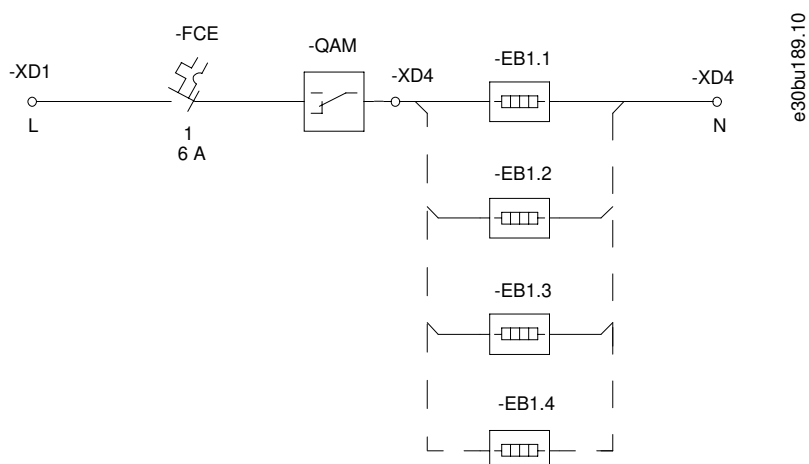 -FCE
-QAM
-EB1.1
-XD1
-XD4
-XD4
L
N
1
6 A
-EB1.2
-EB1.3
-EB1.4
e30bu189.10